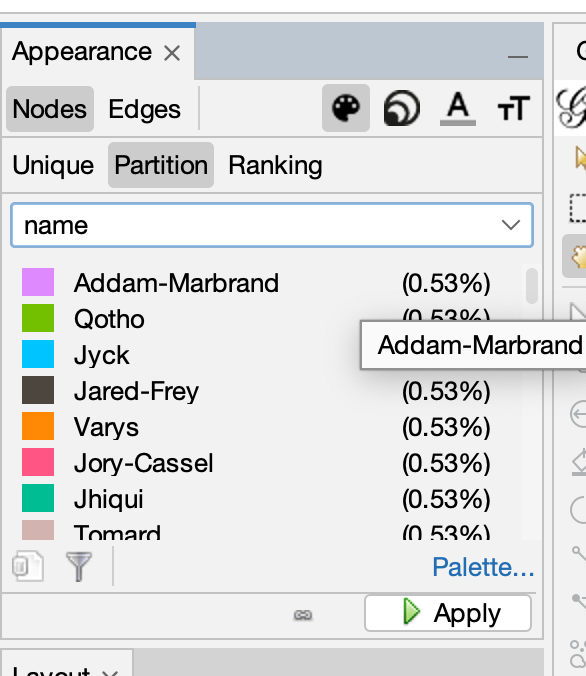 Appearance
Nodes Edges A TT
Unique Partition Ranking
name
Addam-Marbrand (0.53%)
Qotho (0.53%)
Addam-Marbrand
Jyck
Jared-Frey (0.53%)
Varys (0.53%)
Jory-Cassel (0.53%)
Jhiqui (0.53%)
Tomard (0.53%)
Palette...
Apply
Layout